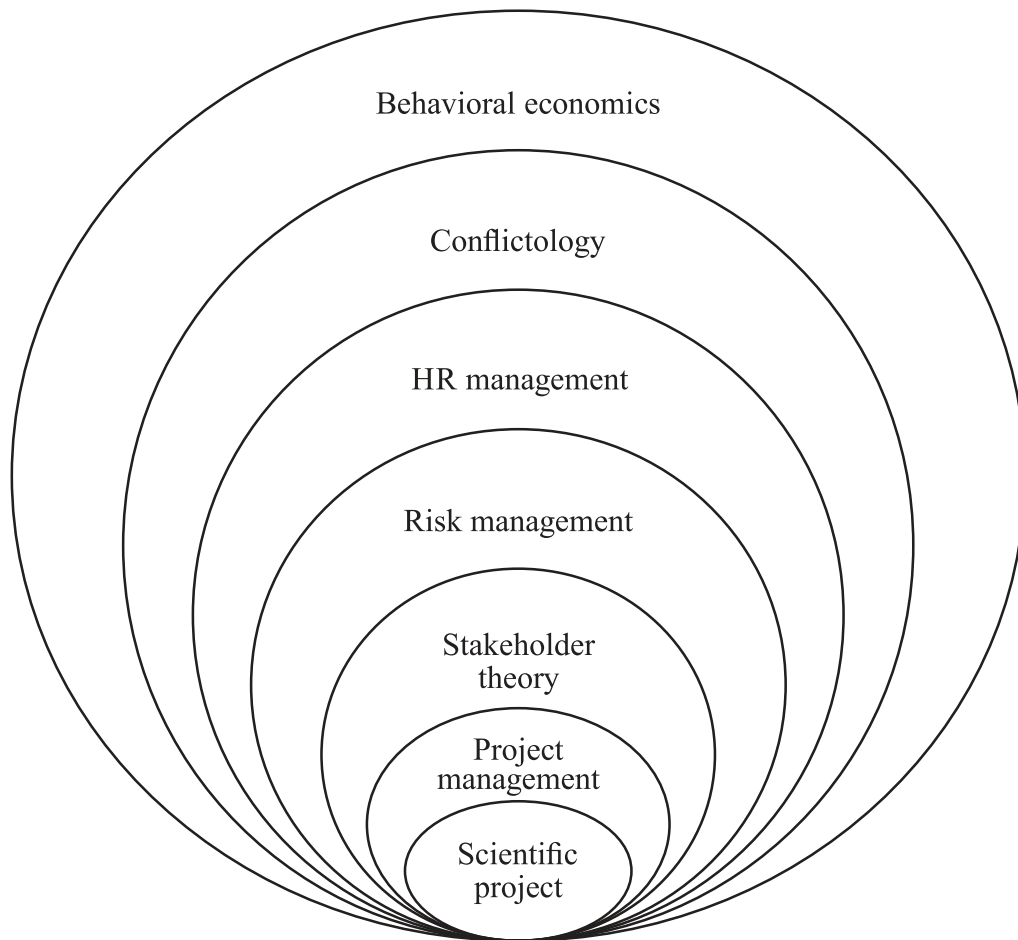 Behavioral economics
Conflictology
HR management
Risk management
Stakeholder
theory
Project
management
Scientific
project